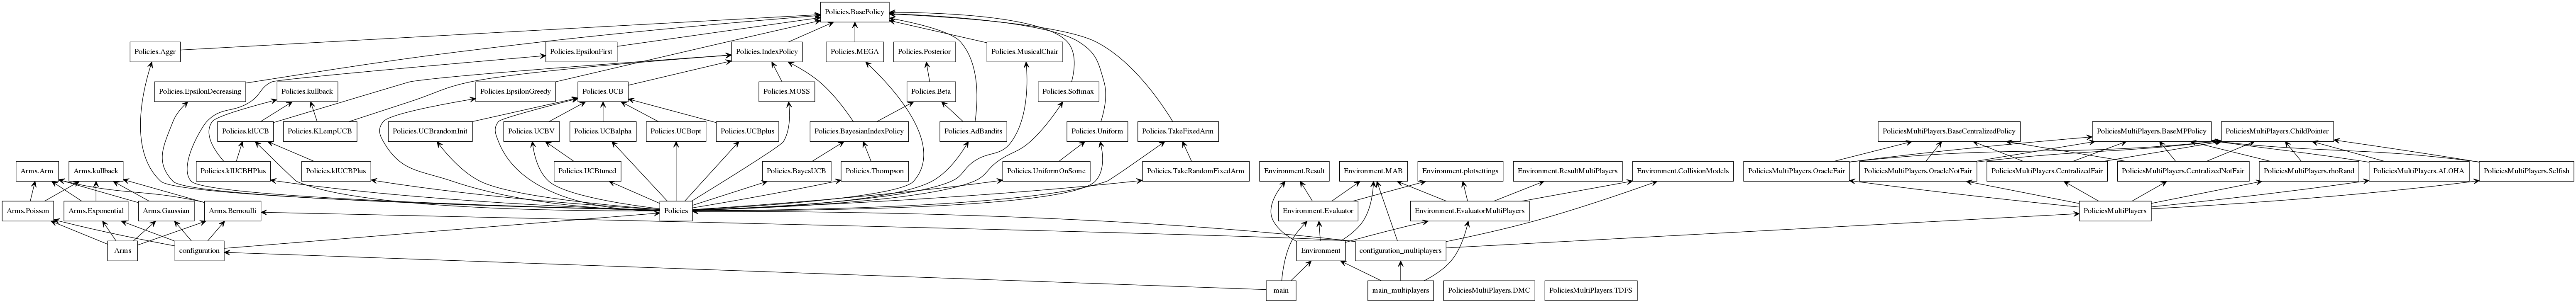 Policies.BasePolicy
Policies.Aggr
Policies.EpsilonFirst
Policies.IndexPolicy
Policies.MEGA
Policies.Posterior
Policies.MusicalChair
Policies.EpsilonDecreasing
Policies.kullback
Policies.EpsilonGreedy
Policies.UCB
Policies.MOSS
Policies.Beta
Policies.Softmax
Policies.klUCB
Policies.KLempUCB
Policies.UCBrandomInit
Policies.UCBV
Policies.UCBalpha
Policies.UCBopt
Policies.UCBplus
Policies.BayesianIndexPolicy
Policies.AdBandits
Policies.Uniform
Policies.TakeFixedArm
PoliciesMultiPlayers.BaseCentralizedPolicy
PoliciesMultiPlayers.BaseMPPolicy
PoliciesMultiPlayers.ChildPointer
Arms.Arm
Arms.kullback
Policies.klUCBHPlus
Policies.klUCBPlus
Policies.UCBtuned
Policies.BayesUCB
Policies.Thompson
Policies.UniformOnSome
Policies.TakeRandomFixedArm
Environment.Result
Environment.MAB
Environment.plotsettings
Environment.ResultMultiPlayers
Environment.CollisionModels
PoliciesMultiPlayers.OracleFair
PoliciesMultiPlayers.OracleNotFair
PoliciesMultiPlayers.CentralizedFair
PoliciesMultiPlayers.CentralizedNotFair
PoliciesMultiPlayers.rhoRand
PoliciesMultiPlayers.ALOHA
PoliciesMultiPlayers.Selfish
Arms.Poisson
Arms.Exponential
Arms.Gaussian
Arms.Bernoulli
Policies
Environment.Evaluator
Environment.EvaluatorMultiPlayers
PoliciesMultiPlayers
Arms
configuration
Environment
configuration_multiplayers
main
main_multiplayers
PoliciesMultiPlayers.DMC
PoliciesMultiPlayers.TDFS